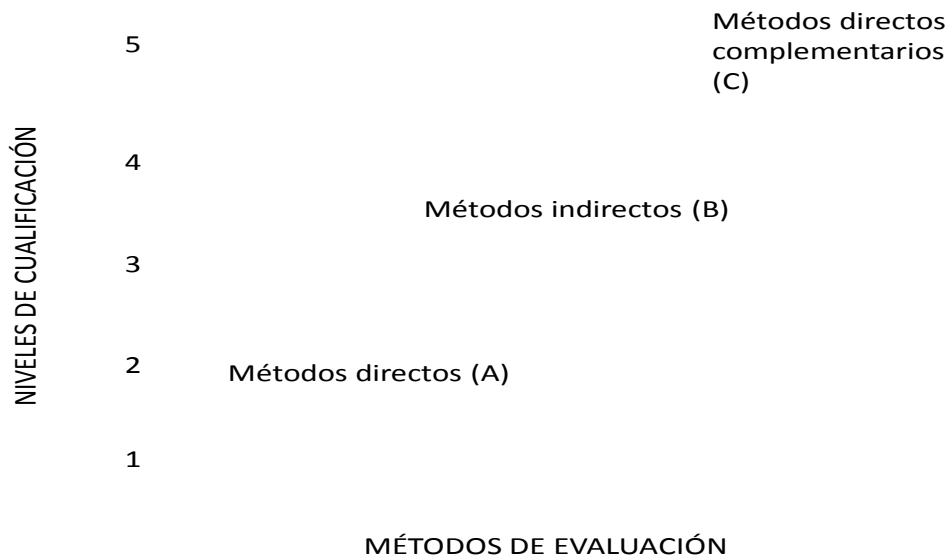 Métodos directos
complementarios
(C)
5
4
Métodos indirectos (B)
3
2
Métodos directos (A)
1
NIVELES DE CUALIFICACIÓN
MÉTODOS DE EVALUACIÓN